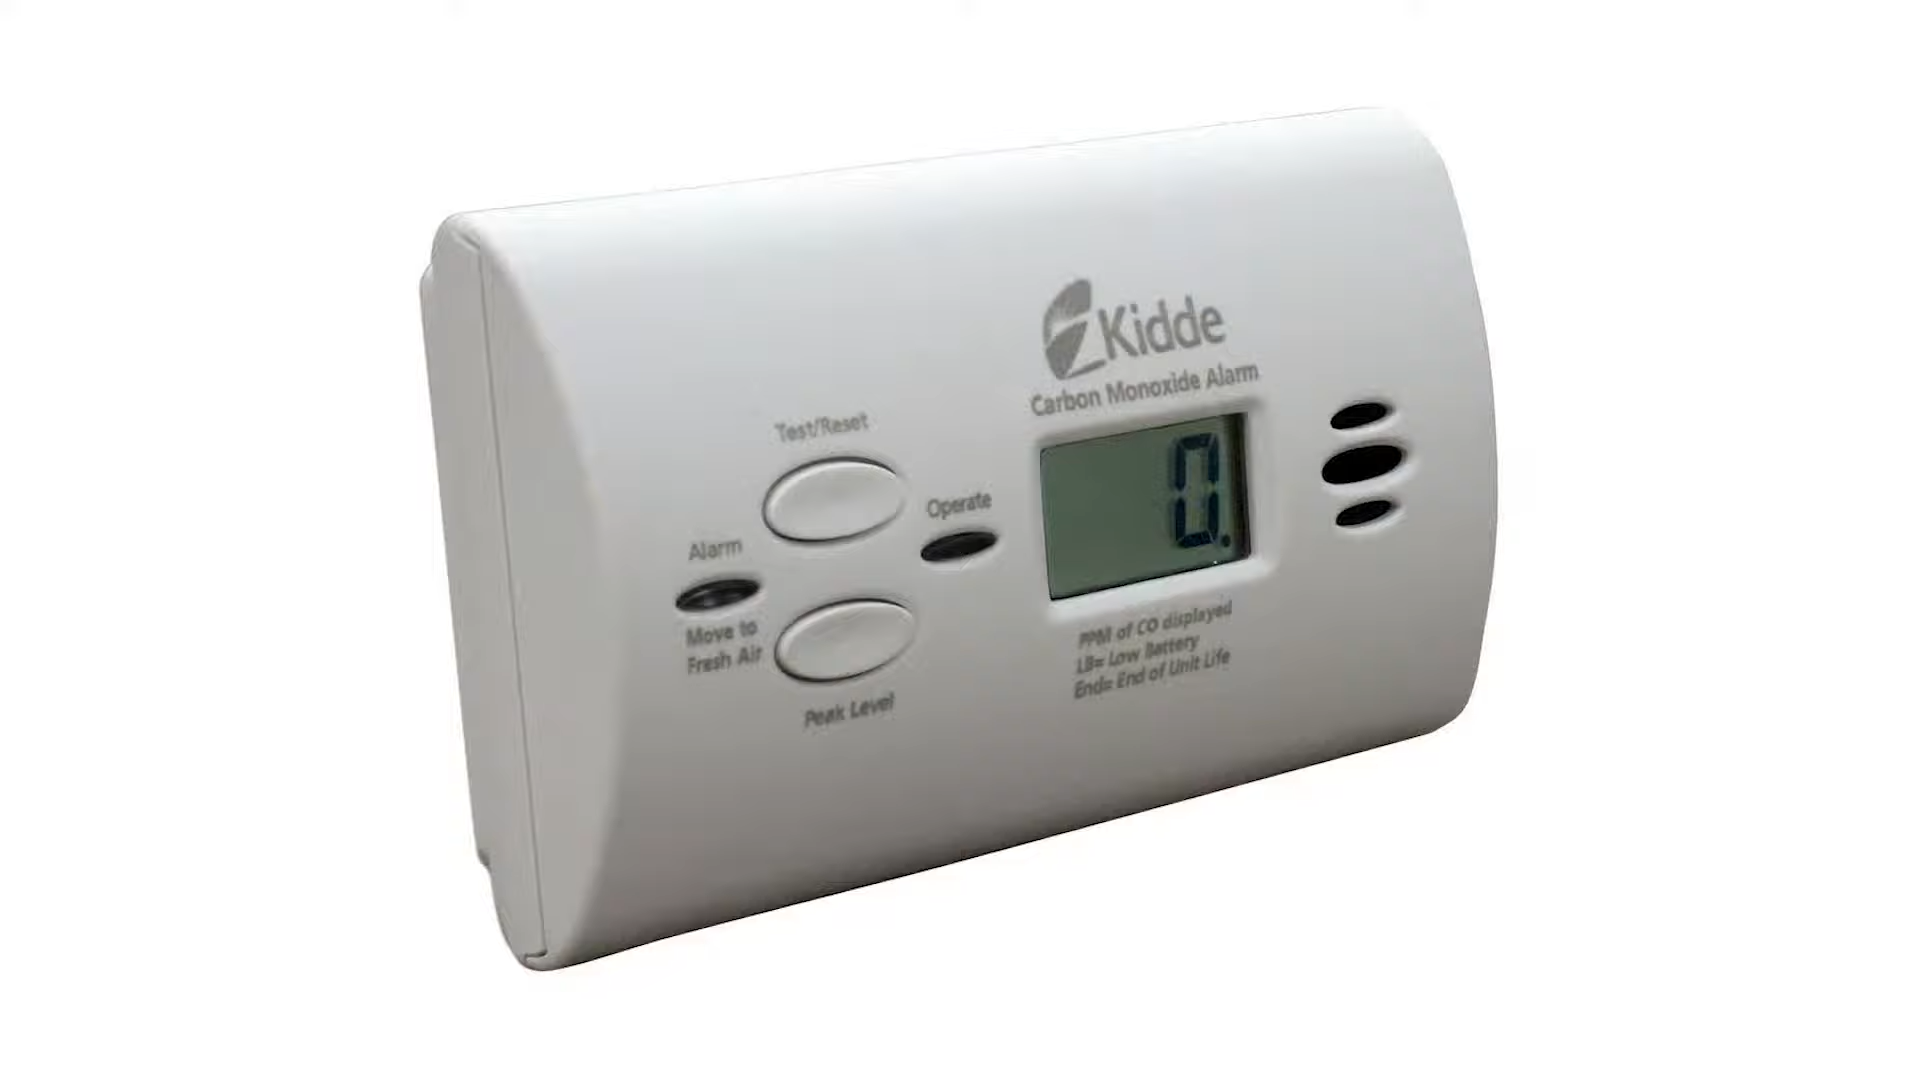 Kidde
Carbon Monoxide Alarm
Test/Reset
Operate
Alarm
Move to
Fresh Air
Peak Level
0.
PPM of CO displayed
LB= Low Battery
End= End of Unit Life